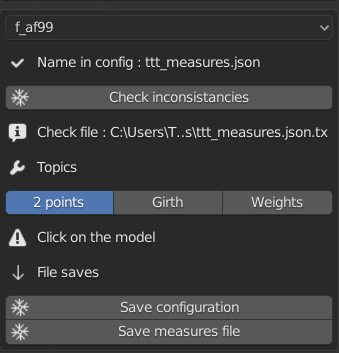 f_af99
Name in config : ttt_measures.json
Check inconsistancies
Check file : C:\Users\T..s\ttt_measures.json.tx
Topics
2 points Girth Weights
Click on the model
File saves
Save configuration
Save measures file